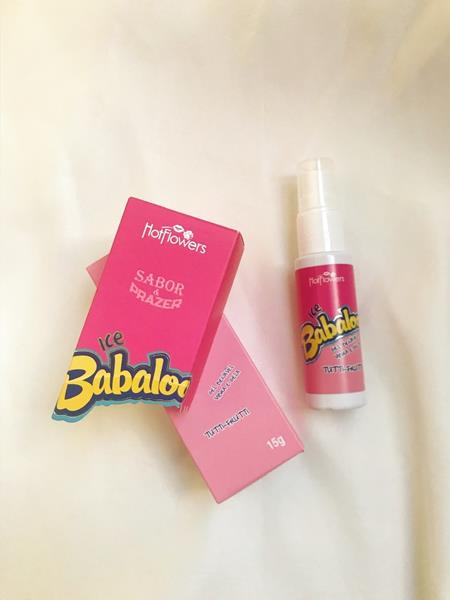 HotFlowers
SABOR
&
PRAZER
ICE
Babaloo
TUTTI-FRUTTI
15g
HotFlowers
ICE
Babaloo
TUTTI-FRUTTI